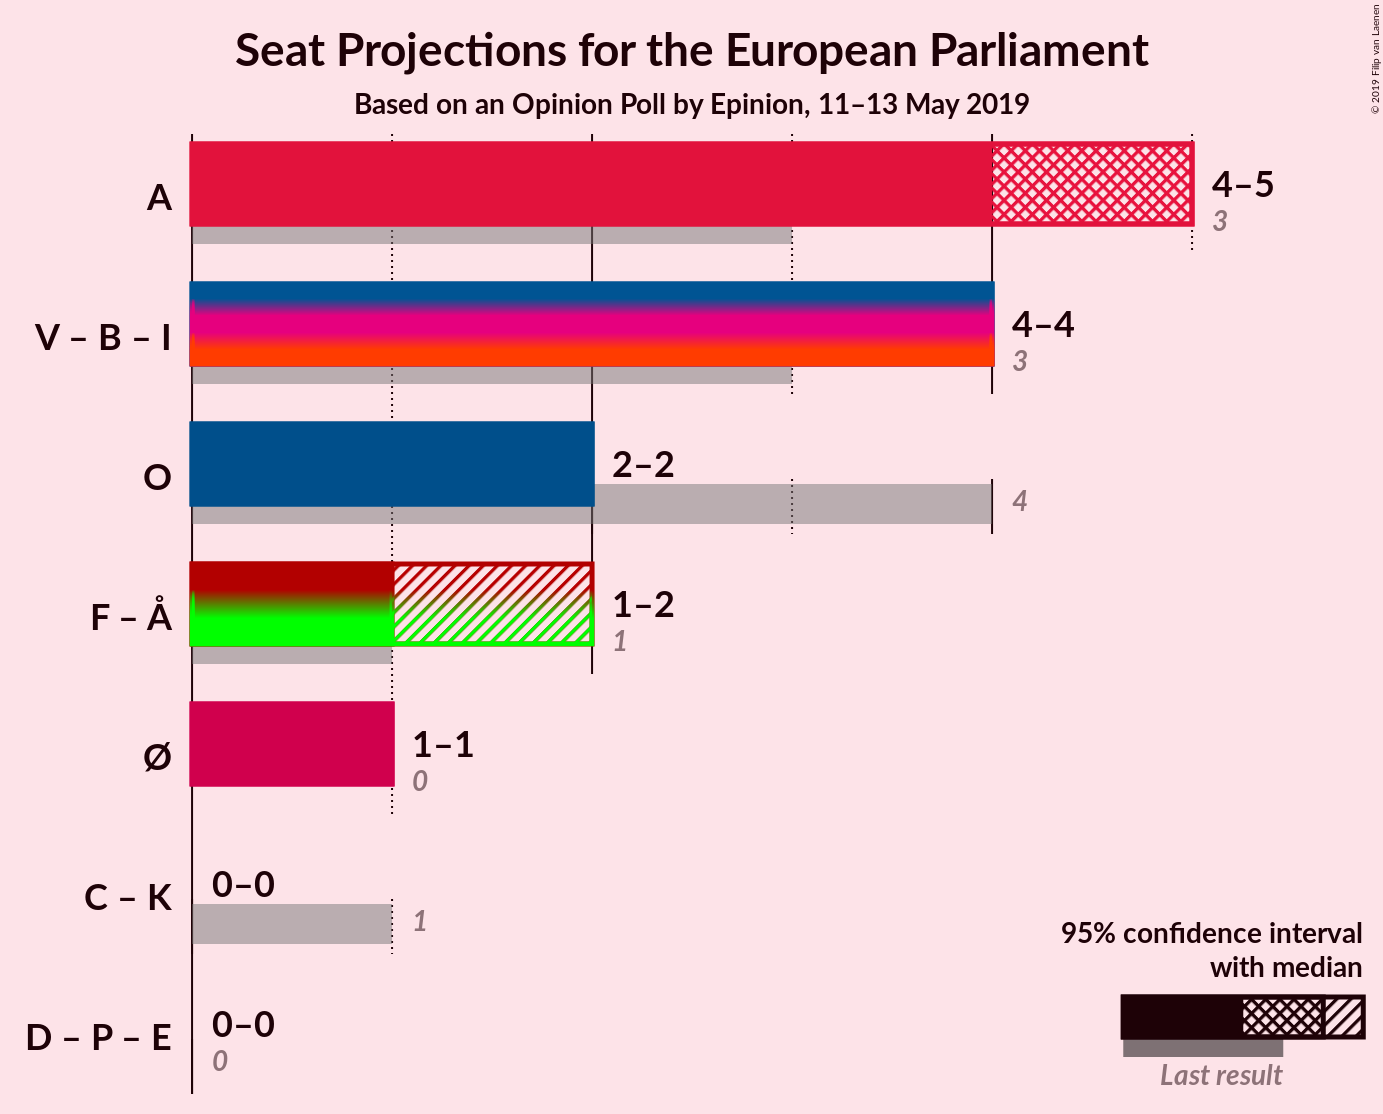 Seat Projections for the European Parliament
Based on an Opinion Poll by Epinion, 11–13 May 2019
© 2019 Filip van Laenen
A
4–5
3
V – B – I
4–4
3
O
2–2
4
F – Å
1–2
1
Ø
1–1
0
C – K
0–0
1
D – P – E
0–0
0
95% confidence interval
with median
Last result